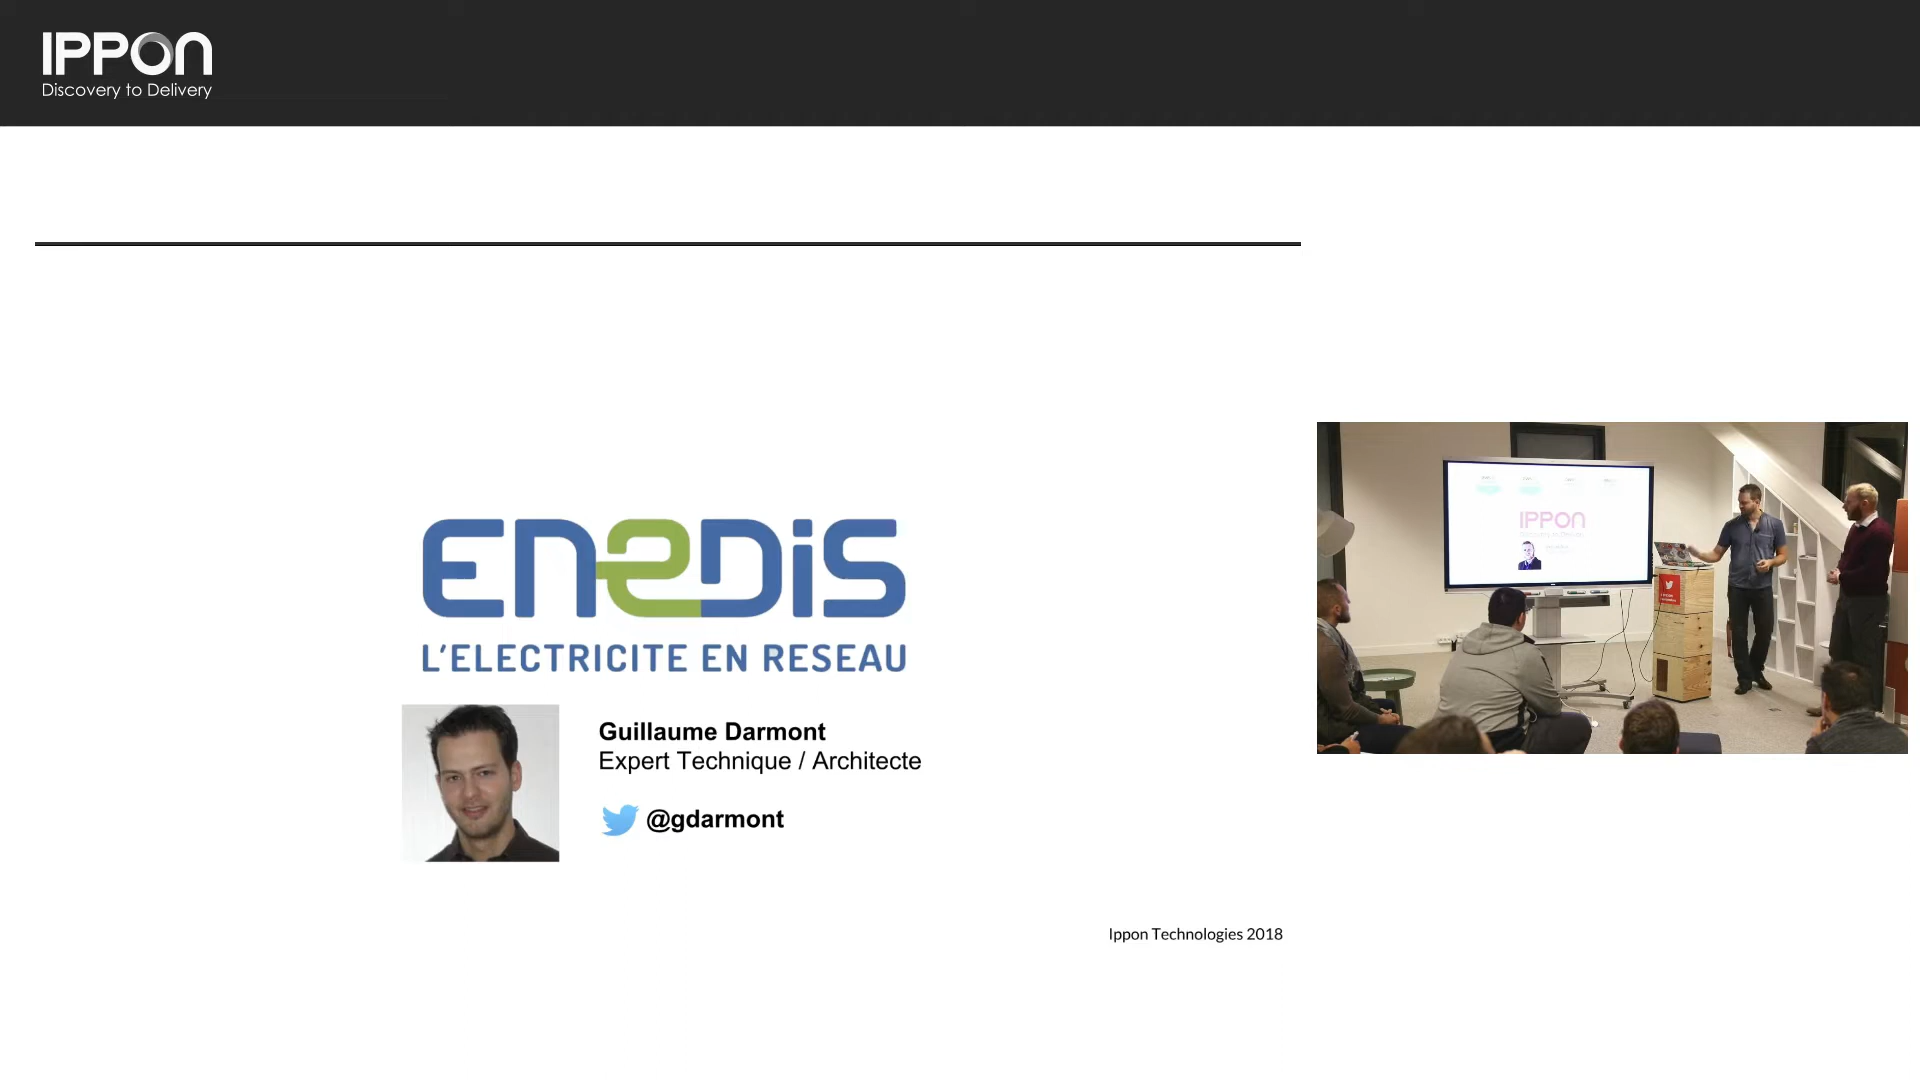 IPPON
Discovery to Delivery
ENEDIS
L'ELECTRICITE EN RESEAU
Guillaume Darmont
Expert Technique / Architecte
@gdarmont
Ippon Technologies 2018
IPPON